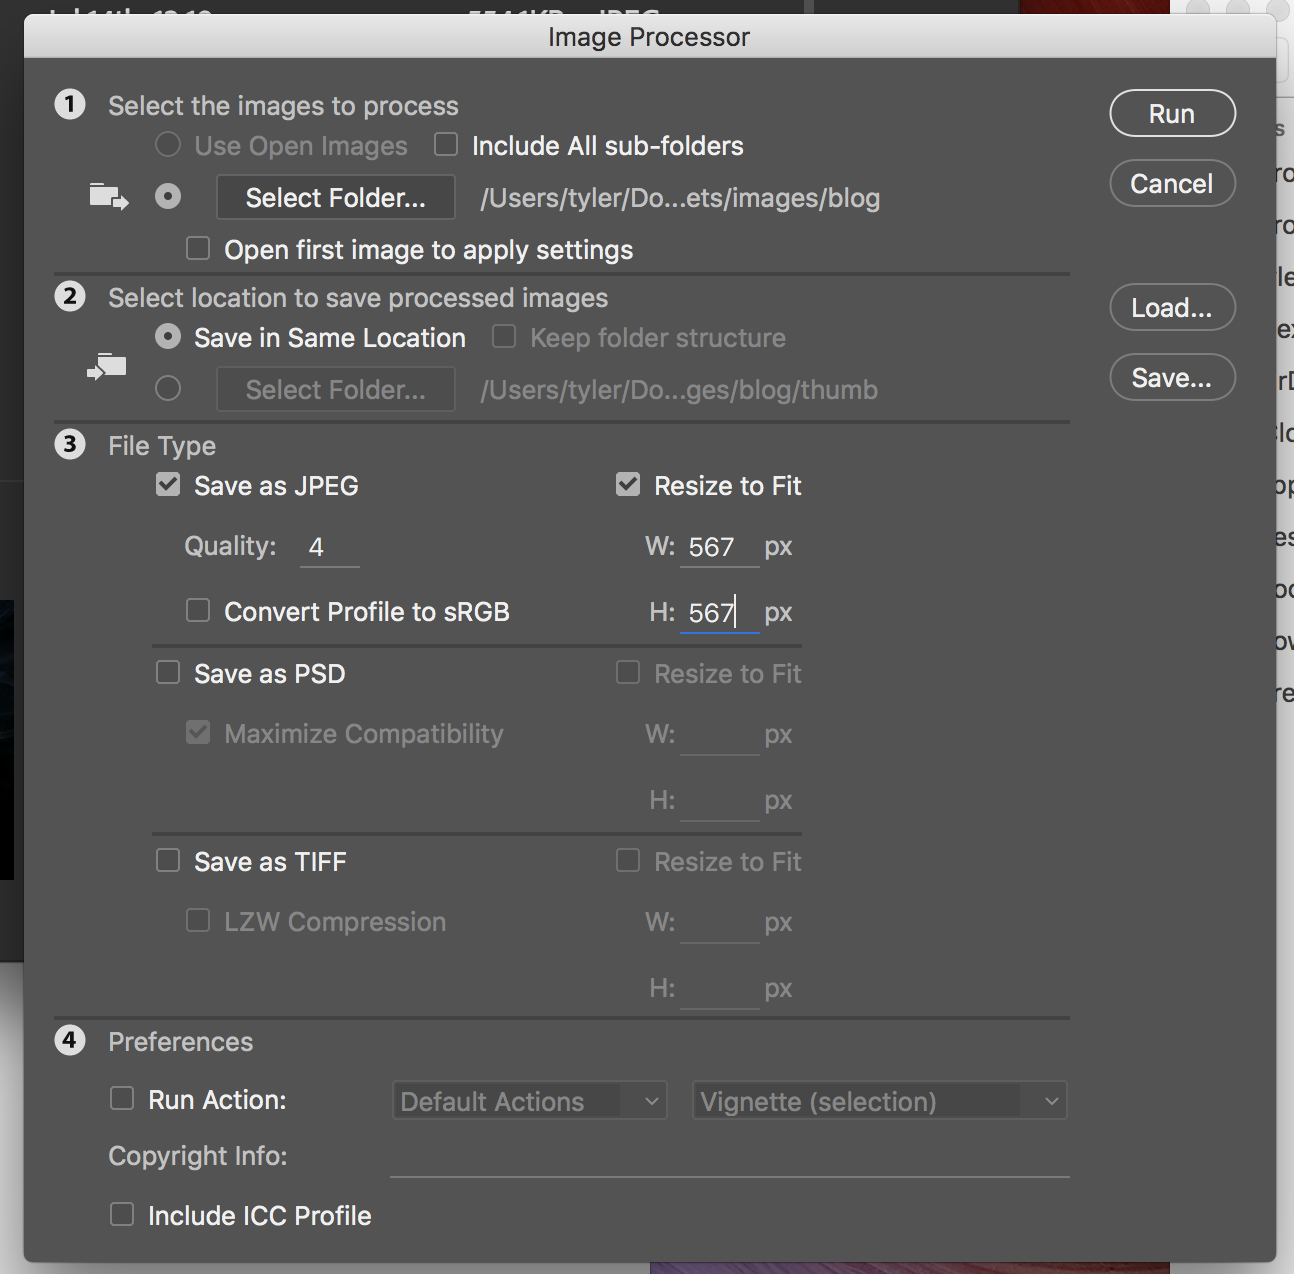 Image Processor
1 Select the images to process
Run
Use Open Images Include All sub-folders
Cancel
Select Folder... /Users/tyler/Do...ets/images/blog
Open first image to apply settings
2 Select location to save processed images
Load...
Save in Same Location Keep folder structure
Save...
Select Folder... /Users/tyler/Do...ges/blog/thumb
3 File Type
Save as JPEG Resize to Fit
Quality: 4 W: 567 px
Convert Profile to sRGB H: 567 px
Save as PSD Resize to Fit
Maximize Compatibility W: px
H: px
Save as TIFF Resize to Fit
LZW Compression W: px
H: px
4 Preferences
Run Action: Default Actions Vignette (selection)
Copyright Info:
Include ICC Profile